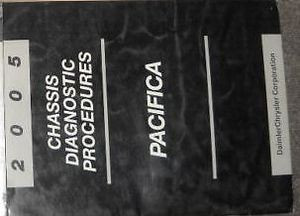 2005
CHASSIS
DIAGNOSTIC
PROCEDURES
PACIFICA
DaimlerChrysler Corporation